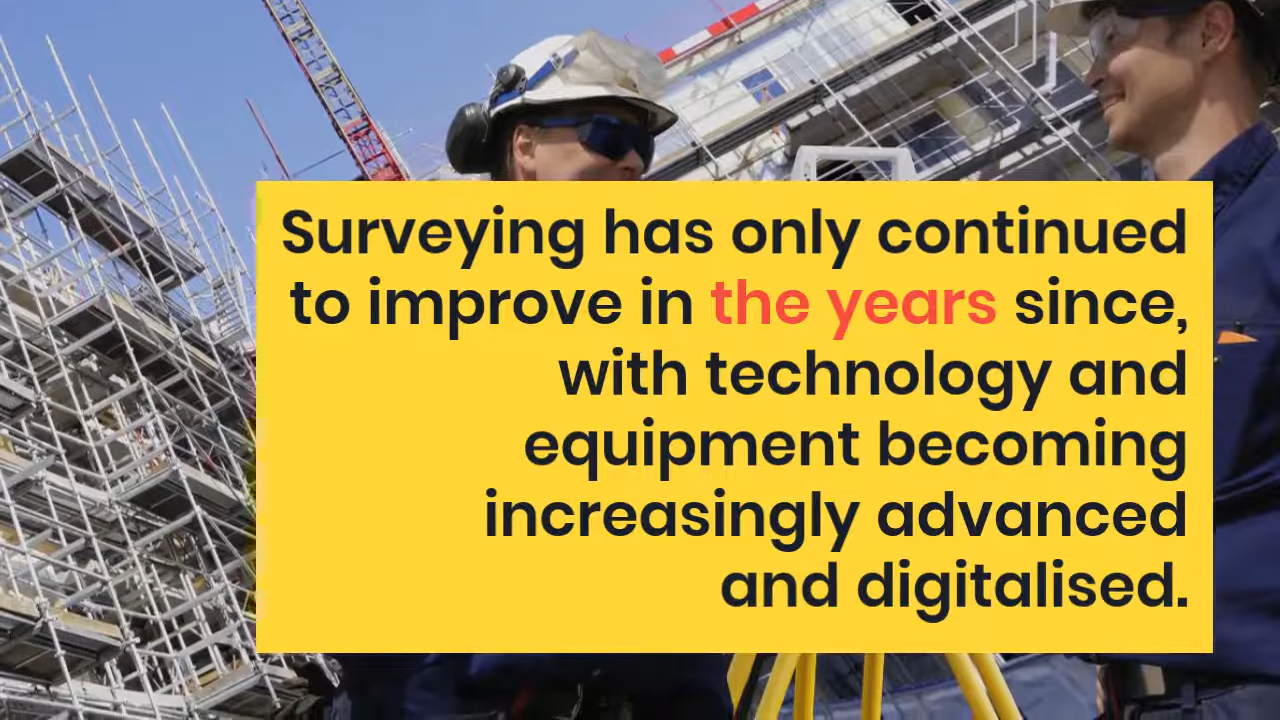 Surveying has only continued
to improve in the years since,
with technology and
equipment becoming
increasingly advanced
and digitalised.